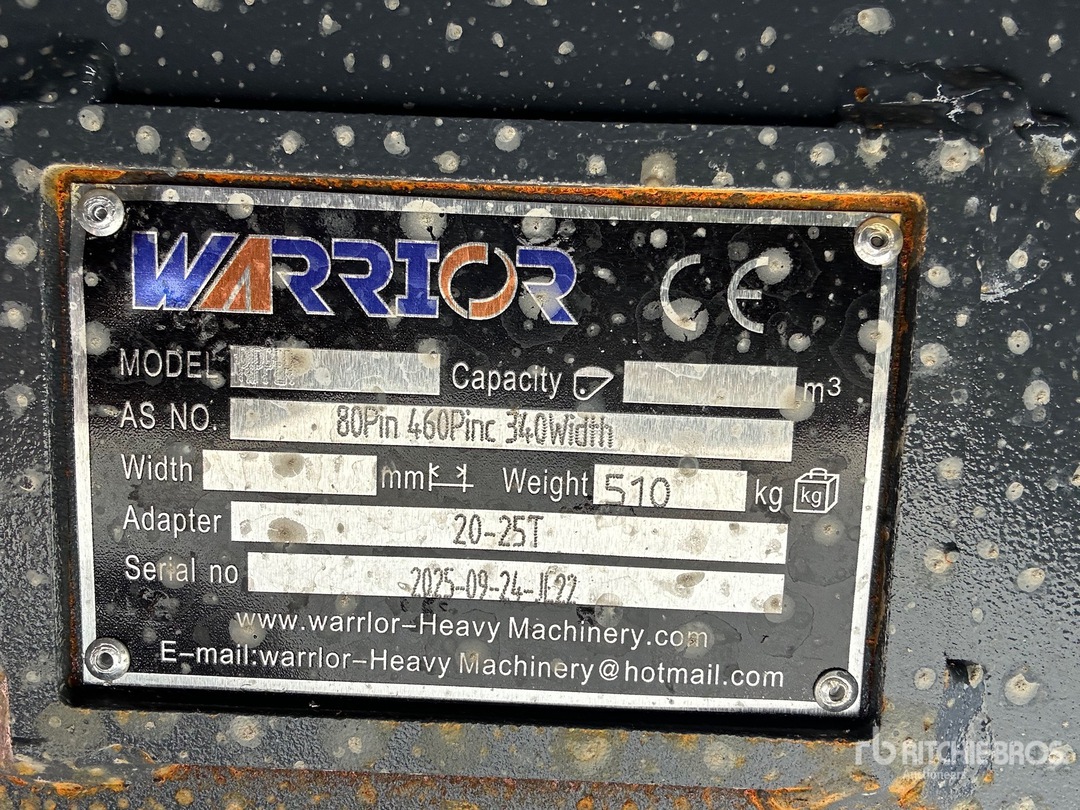 WARRIOR CE
MODEL Capacity m³
AS NO. 80Pin 460Pinc 340Width
Width mm Weight 510 kg kg
Adapter 20-25T
Serial no 2025-09-24-JF22
www.warrlor-Heavy Machinery.com
E-mail:warrlor-Heavy Machinery@hotmail.com
rb RITCHIE BROS
Auctioneers